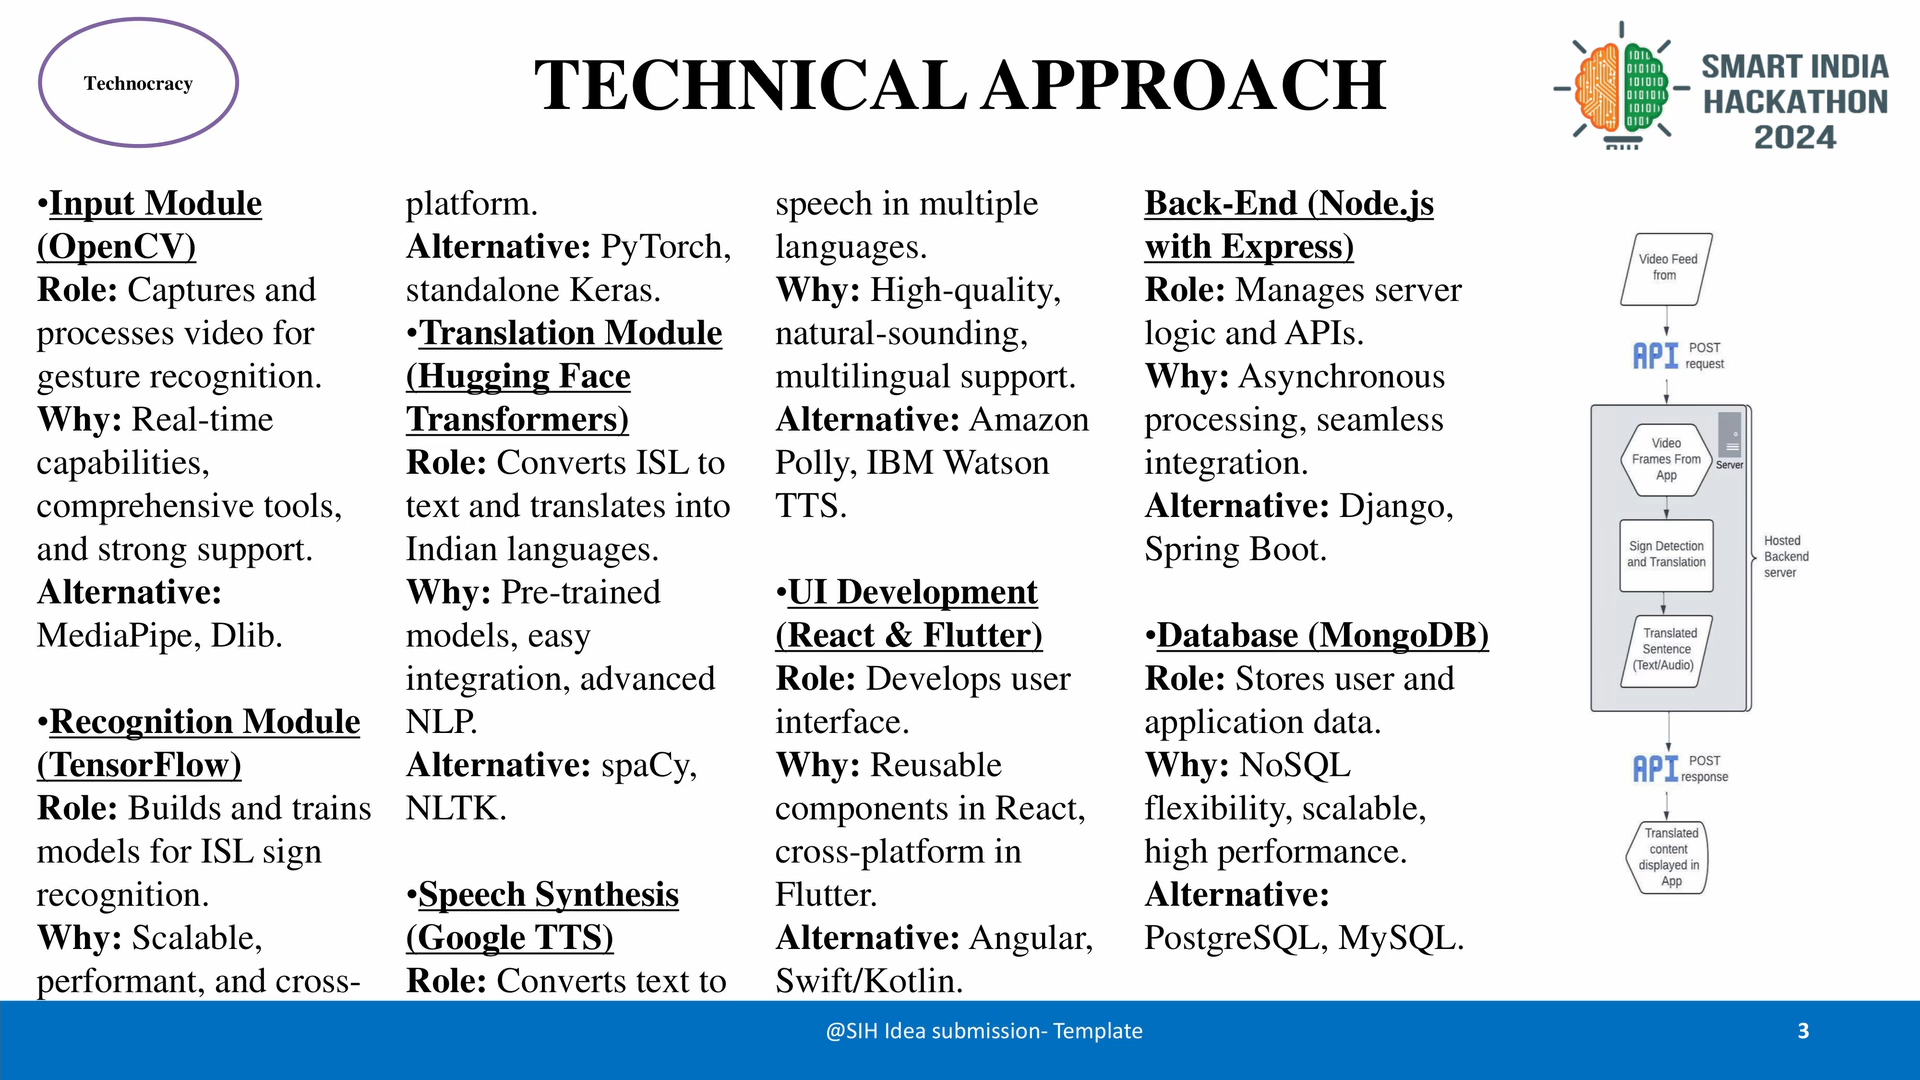 Technocracy
TECHNICAL APPROACH
SMART INDIA
HACKATHON
2024
•Input Module
(OpenCV)
Role: Captures and
processes video for
gesture recognition.
Why: Real-time
capabilities,
comprehensive tools,
and strong support.
Alternative:
MediaPipe, Dlib.
•Recognition Module
(TensorFlow)
Role: Builds and trains
models for ISL sign
recognition.
Why: Scalable,
performant, and cross-
platform.
Alternative: PyTorch,
standalone Keras.
•Translation Module
(Hugging Face
Transformers)
Role: Converts ISL to
text and translates into
Indian languages.
Why: Pre-trained
models, easy
integration, advanced
NLP.
Alternative: spaCy,
NLTK.
•Speech Synthesis
(Google TTS)
Role: Converts text to
speech in multiple
languages.
Why: High-quality,
natural-sounding,
multilingual support.
Alternative: Amazon
Polly, IBM Watson
TTS.
•UI Development
(React & Flutter)
Role: Develops user
interface.
Why: Reusable
components in React,
cross-platform in
Flutter.
Alternative: Angular,
Swift/Kotlin.
Back-End (Node.js
with Express)
Role: Manages server
logic and APIs.
Why: Asynchronous
processing, seamless
integration.
Alternative: Django,
Spring Boot.
•Database (MongoDB)
Role: Stores user and
application data.
Why: NoSQL
flexibility, scalable,
high performance.
Alternative:
PostgreSQL, MySQL.
Video Feed
from
API POST
request
Video
Frames From
App
Server
Sign Detection
and Translation
Hosted
Backend
server
Translated
Sentence
(Text/Audio)
API POST
response
Translated
content
displayed in
App
@SIH Idea submission- Template
3